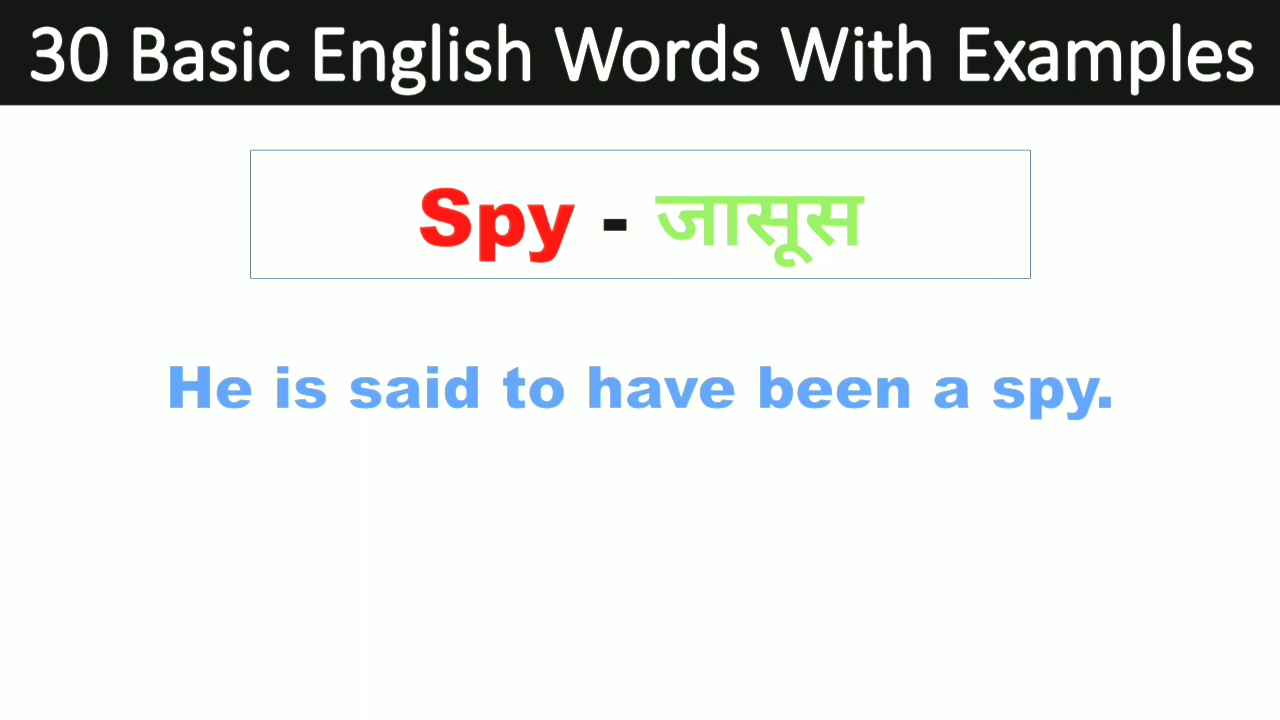 30 Basic English Words With Examples
Spy - जासूस
He is said to have been a spy.